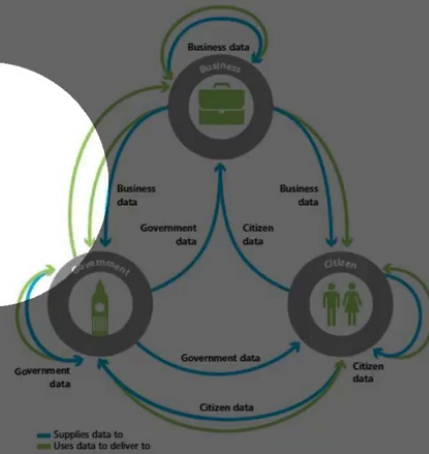 Business data
Business
Business
data
Business
data
Government
data
Citizen
data
Government
Citizen
Government data
Government
data
Citizen
data
Citizen data
Supplies data to
Uses data to deliver to